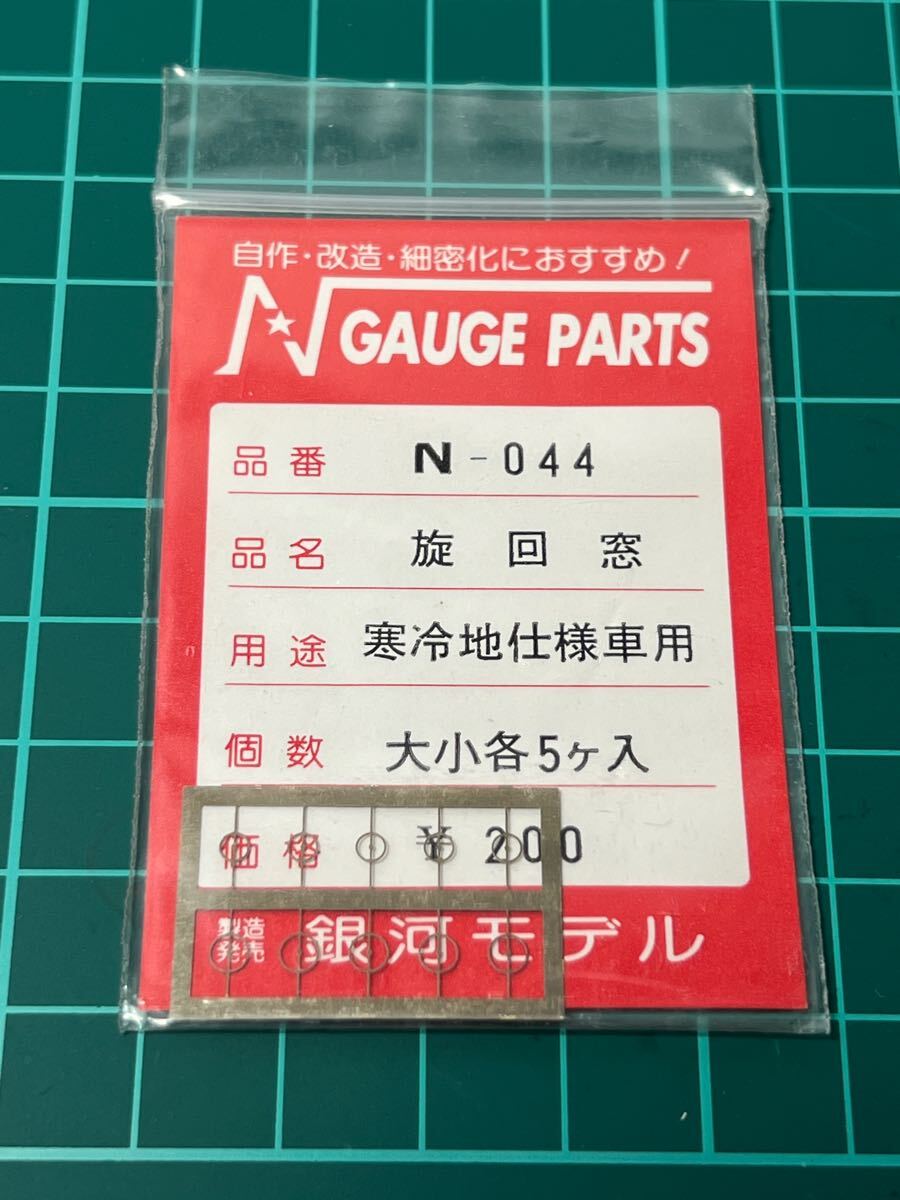 自作・改造・細密化におすすめ!
N GAUGE PARTS
品番 N-044
品名 旋回窓
用途 寒冷地仕様車用
個数 大小各5ヶ入
価格 ¥200
製造
発売 銀河モデル